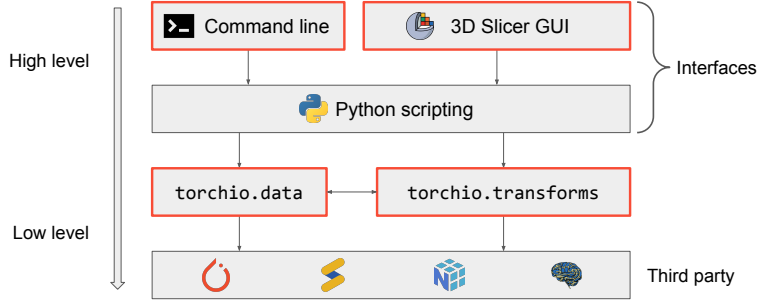 Command line
3D Slicer GUI
High level
Interfaces
Python scripting
torchio.data
torchio.transforms
Low level
Third party